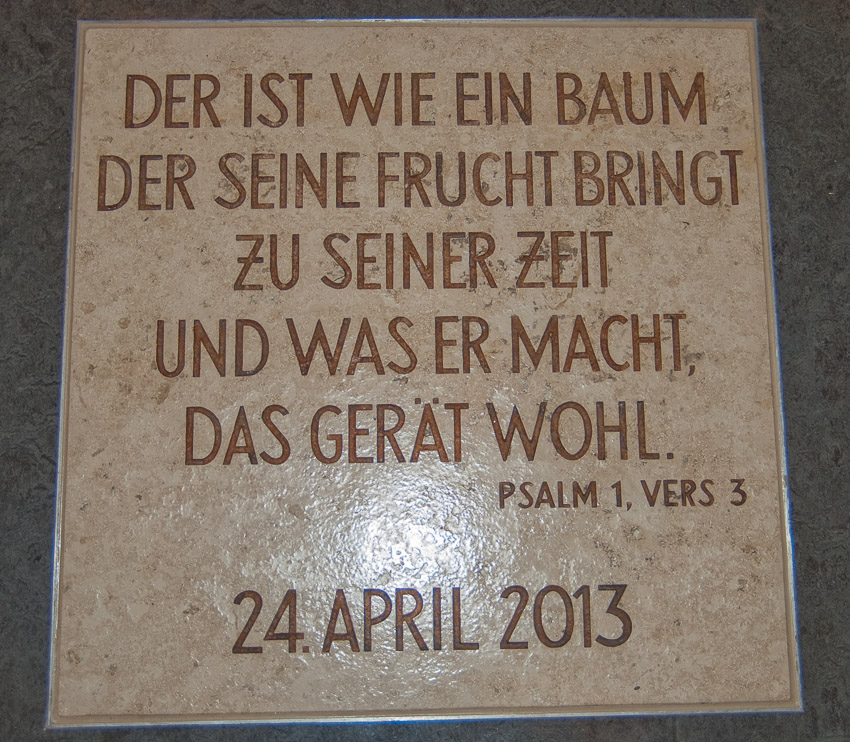 DER IST WIE EIN BAUM
DER SEINE FRUCHT BRINGT
ZU SEINER ZEIT
UND WAS ER MACHT,
DAS GERÄT WOHL.
PSALM 1, VERS 3
24. APRIL 2013